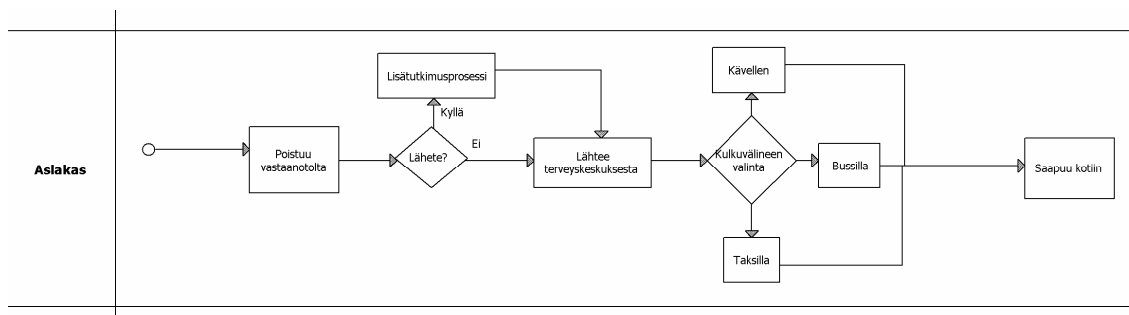 Asiakas
Poistuu
vastaanotolta
Lähete?
Kyllä
Ei
Lisätutkimusprosessi
Lähtee
terveyskeskuksesta
Kulkuvälineen
valinta
Kävellen
Bussilla
Taksilla
Saapuu kotiin